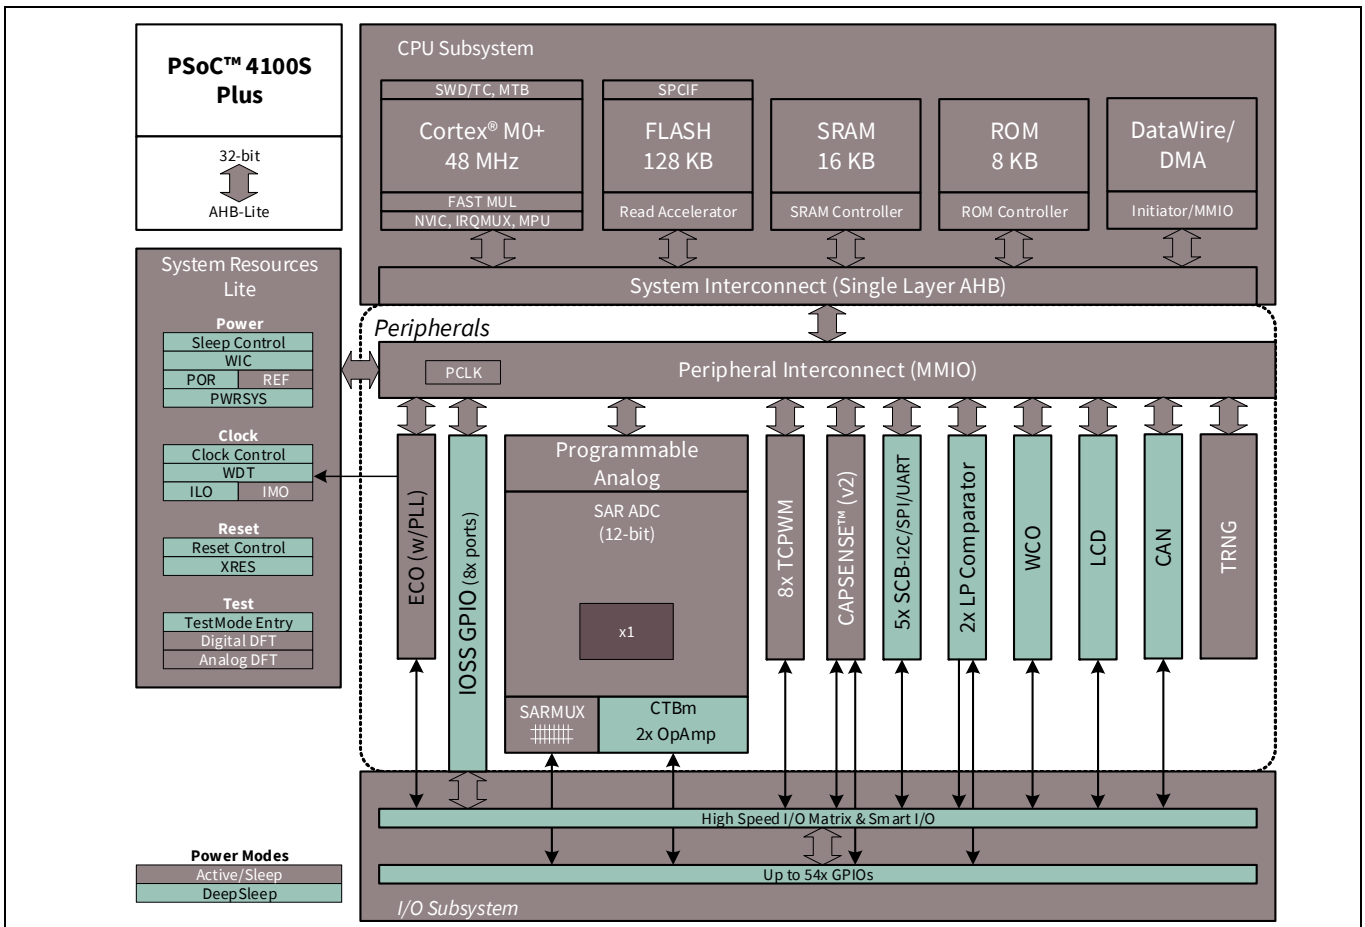 PSoC™ 4100S
Plus
32-bit
AHB-Lite
CPU Subsystem
SWD/TC, MTB
Cortex® M0+
48 MHz
FAST MUL
NVIC, IRQMUX, MPU
SPCIF
FLASH
128 KB
Read Accelerator
SRAM
16 KB
SRAM Controller
ROM
8 KB
ROM Controller
DataWire/
DMA
Initiator/MMIO
System Interconnect (Single Layer AHB)
System Resources
Lite
Power
Sleep Control
WIC
POR
REF
PWRSYS
Clock
Clock Control
WDT
ILO
IMO
Reset
Reset Control
XRES
Test
TestMode Entry
Digital DFT
Analog DFT
Peripherals
PCLK
Peripheral Interconnect (MMIO)
ECO (w/PLL)
IOSS GPIO (8x ports)
Programmable
Analog
SAR ADC
(12-bit)
x1
SARMUX
CTBm
2x OpAmp
8x TCPWM
CAPSENSE™ (v2)
5x SCB-I2C/SPI/UART
2x LP Comparator
WCO
LCD
CAN
TRNG
High Speed I/O Matrix & Smart I/O
Up to 54x GPIOs
I/O Subsystem
Power Modes
Active/Sleep
DeepSleep